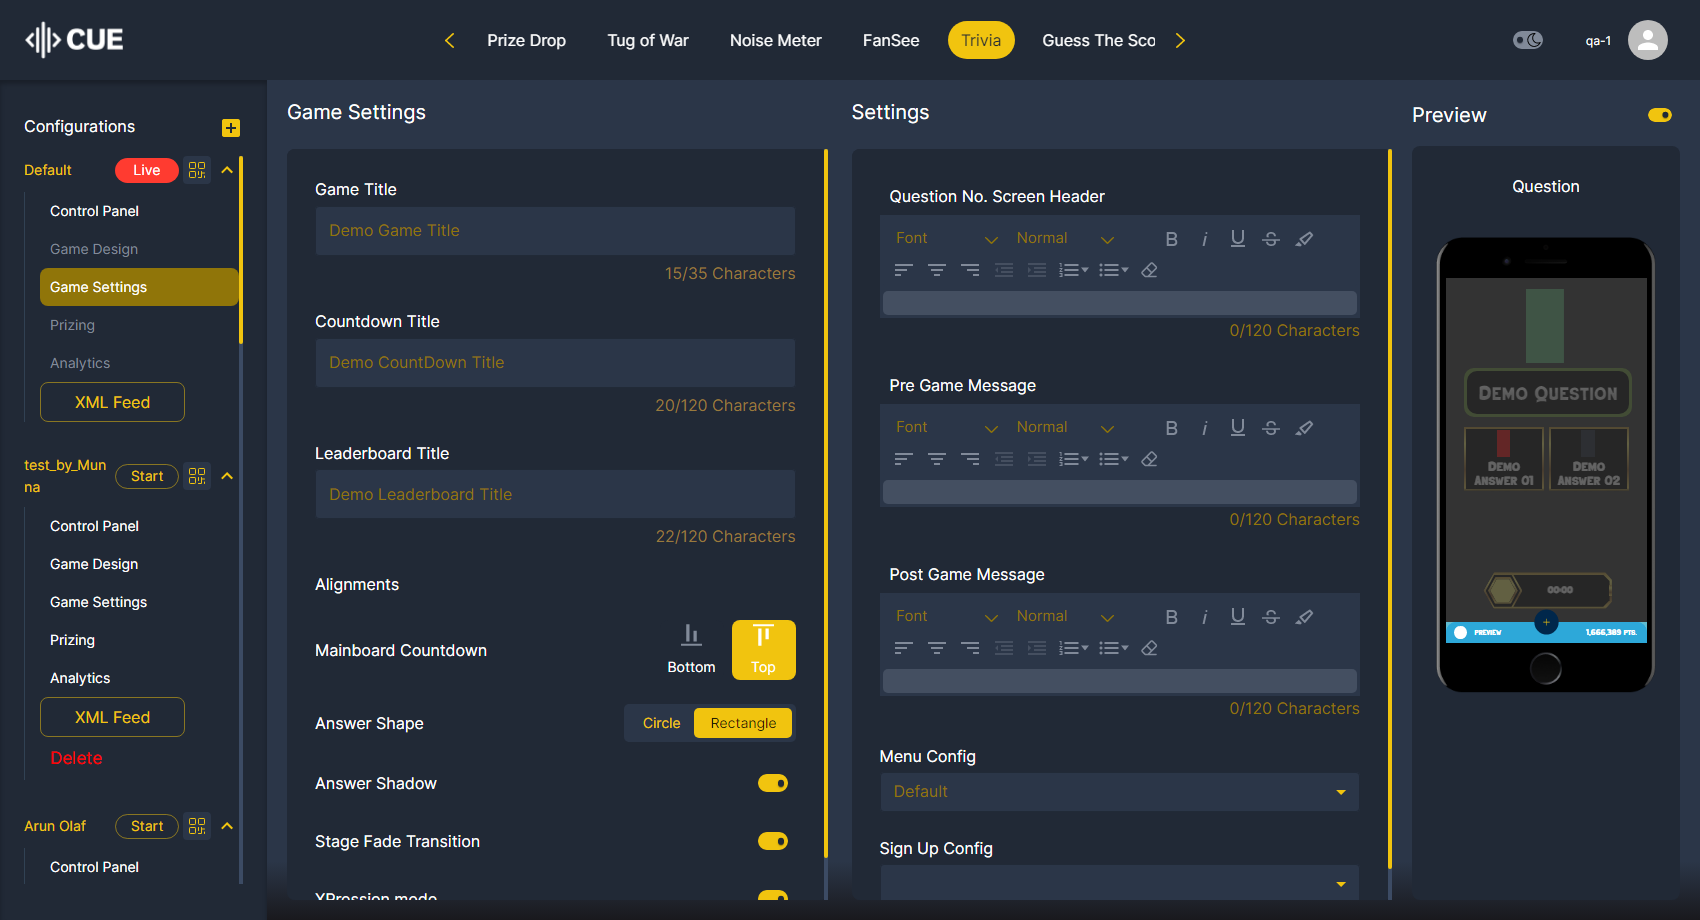 CUE
Prize Drop
Tug of War
Noise Meter
FanSee
Trivia
Guess The Sco
qa-1
Configurations
Default
Live
Control Panel
Game Design
Game Settings
Prizing
Analytics
XML Feed
test_by_Mun
na
Start
Control Panel
Game Design
Game Settings
Prizing
Analytics
XML Feed
Delete
Arun Olaf
Start
Control Panel
Game Settings
Game Title
Demo Game Title
15/35 Characters
Countdown Title
Demo CountDown Title
20/120 Characters
Leaderboard Title
Demo Leaderboard Title
22/120 Characters
Alignments
Mainboard Countdown
Bottom
Top
Answer Shape
Circle
Rectangle
Answer Shadow
Stage Fade Transition
XPression mode
Settings
Question No. Screen Header
Font
Normal
B i U S
0/120 Characters
Pre Game Message
Font
Normal
B i U S
0/120 Characters
Post Game Message
Font
Normal
B i U S
0/120 Characters
Menu Config
Default
Sign Up Config
Preview
Question
Demo Question
Demo
Answer 01
Demo
Answer 02
00:00
PREVIEW
1,666,389 PTS.